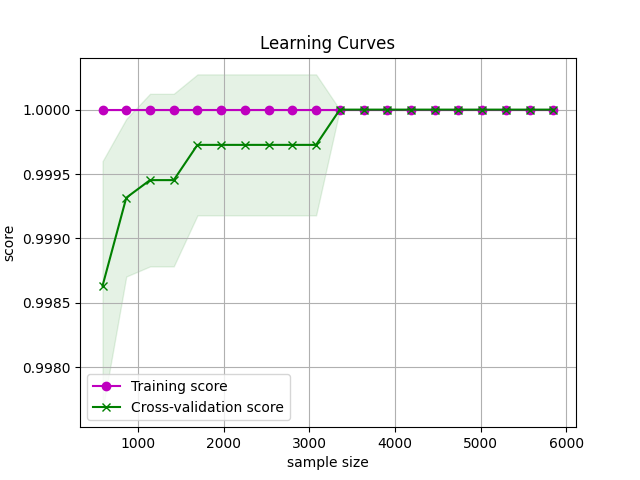 Learning Curves
score
1.0000
0.9995
0.9990
0.9985
0.9980
Training score
Cross-validation score
1000 2000 3000 4000 5000 6000
sample size